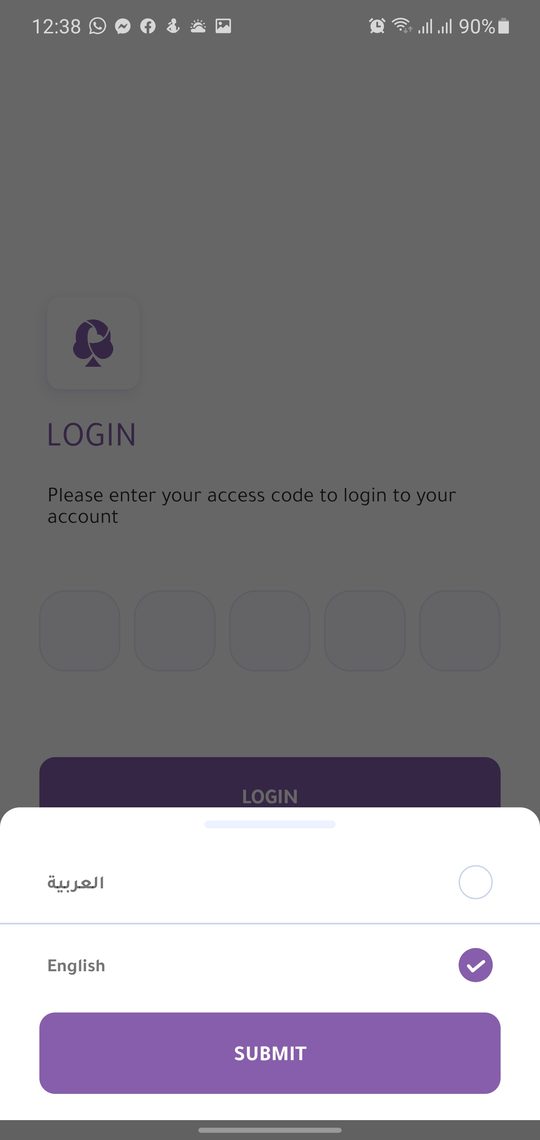 12:38 90%
LOGIN
Please enter your access code to login to your
account
LOGIN
العربية
English
SUBMIT